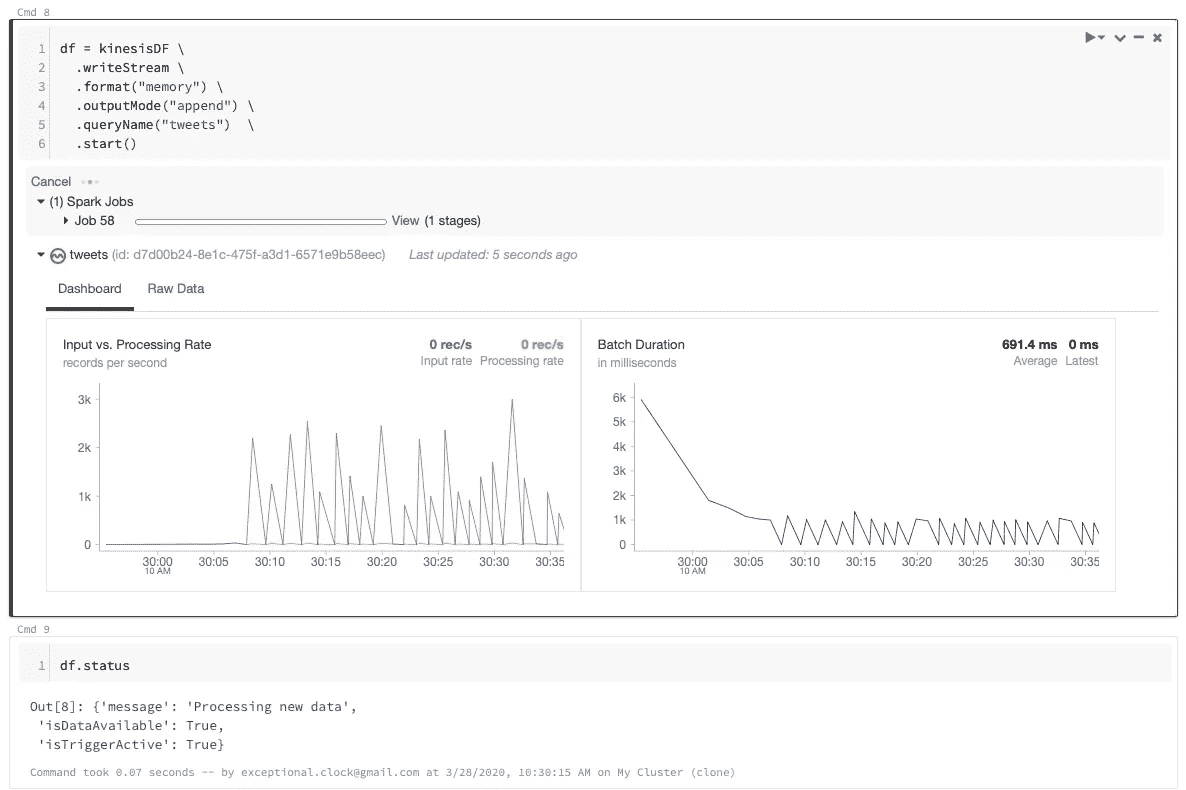 Cmd 8
1 df = kinesisDF \
2 .writeStream \
3 .format("memory") \
4 .outputMode("append") \
5 .queryName("tweets")  \
6 .start()
Cancel
(1) Spark Jobs
Job 58 View (1 stages)
tweets (id: d7d00b24-8e1c-475f-a3d1-6571e9b58eec) Last updated: 5 seconds ago
Dashboard Raw Data
Input vs. Processing Rate 0 rec/s 0 rec/s
records per second Input rate Processing rate
3k
2k
1k
0
30:00 30:05 30:10 30:15 30:20 30:25 30:30 30:35
10 AM
Batch Duration 691.4 ms 0 ms
in milliseconds Average Latest
6k
5k
4k
3k
2k
1k
0
30:00 30:05 30:10 30:15 30:20 30:25 30:30 30:35
10 AM
Cmd 9
1 df.status
Out[8]: {'message': 'Processing new data',
'isDataAvailable': True,
'isTriggerActive': True}
Command took 0.07 seconds -- by exceptional.clock@gmail.com at 3/28/2020, 10:30:15 AM on My Cluster (clone)